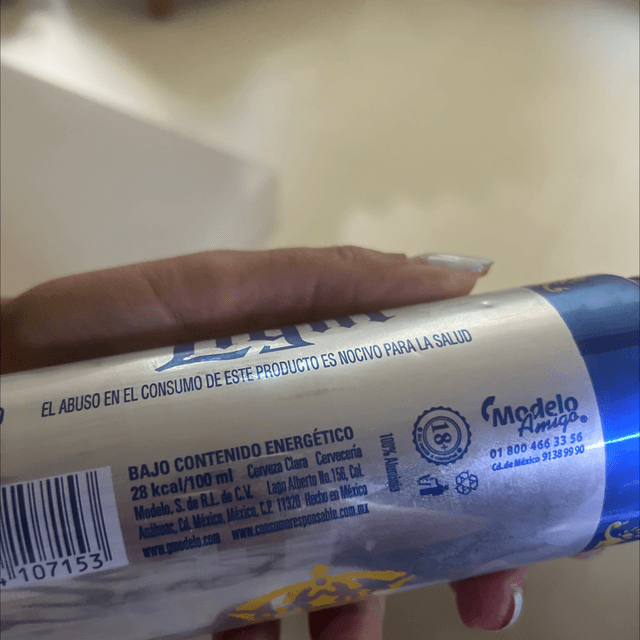 LIGHT
EL ABUSO EN EL CONSUMO DE ESTE PRODUCTO ES NOCIVO PARA LA SALUD
BAJO CONTENIDO ENERGÉTICO
28 kcal/100 ml Cerveza Clara Cervecería
Modelo, S. de R.L. de C.V. Lago Alberto No.156, Col.
Anáhuac, Cd. México, México, C.P. 11320 Hecho en México
www.gmodelo.com www.consumoresponsable.com.mx
100% Aluminio
18
Modelo
Amigo
01 800 466 33 56
Cd. de México 91389990
107153